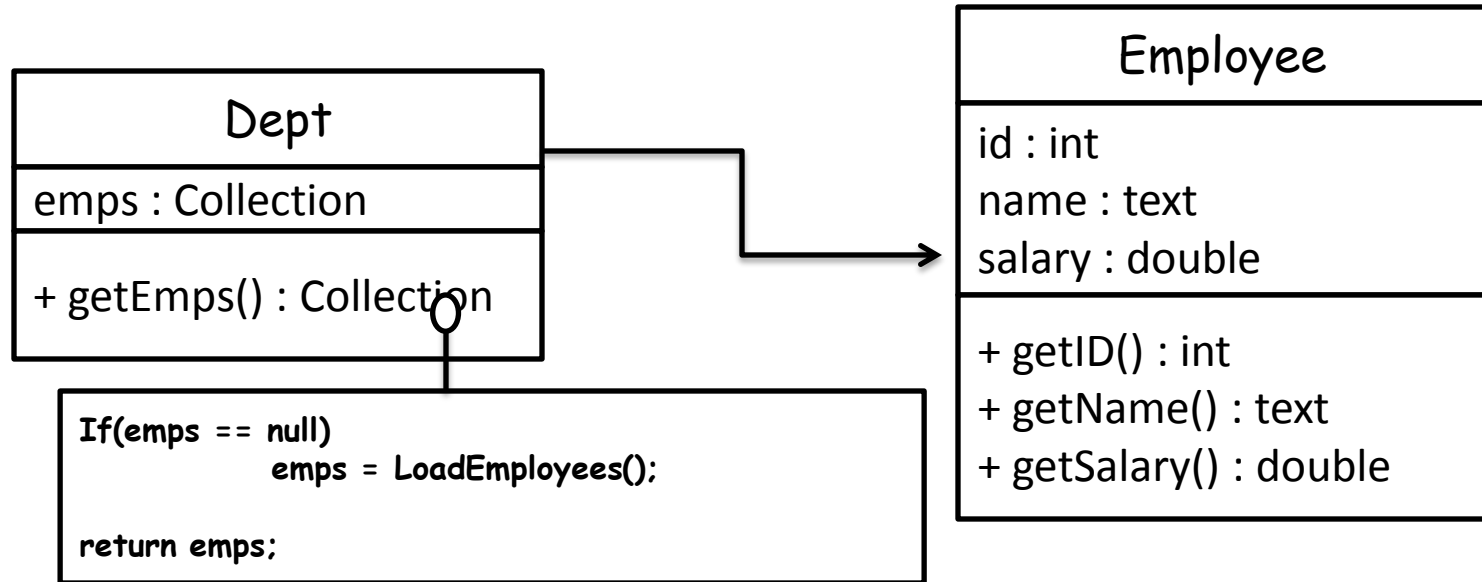 Dept
emps : Collection
+ getEmps() : Collection
If(emps == null)
emps = LoadEmployees();
return emps;
Employee
id : int
name : text
salary : double
+ getID() : int
+ getName() : text
+ getSalary() : double